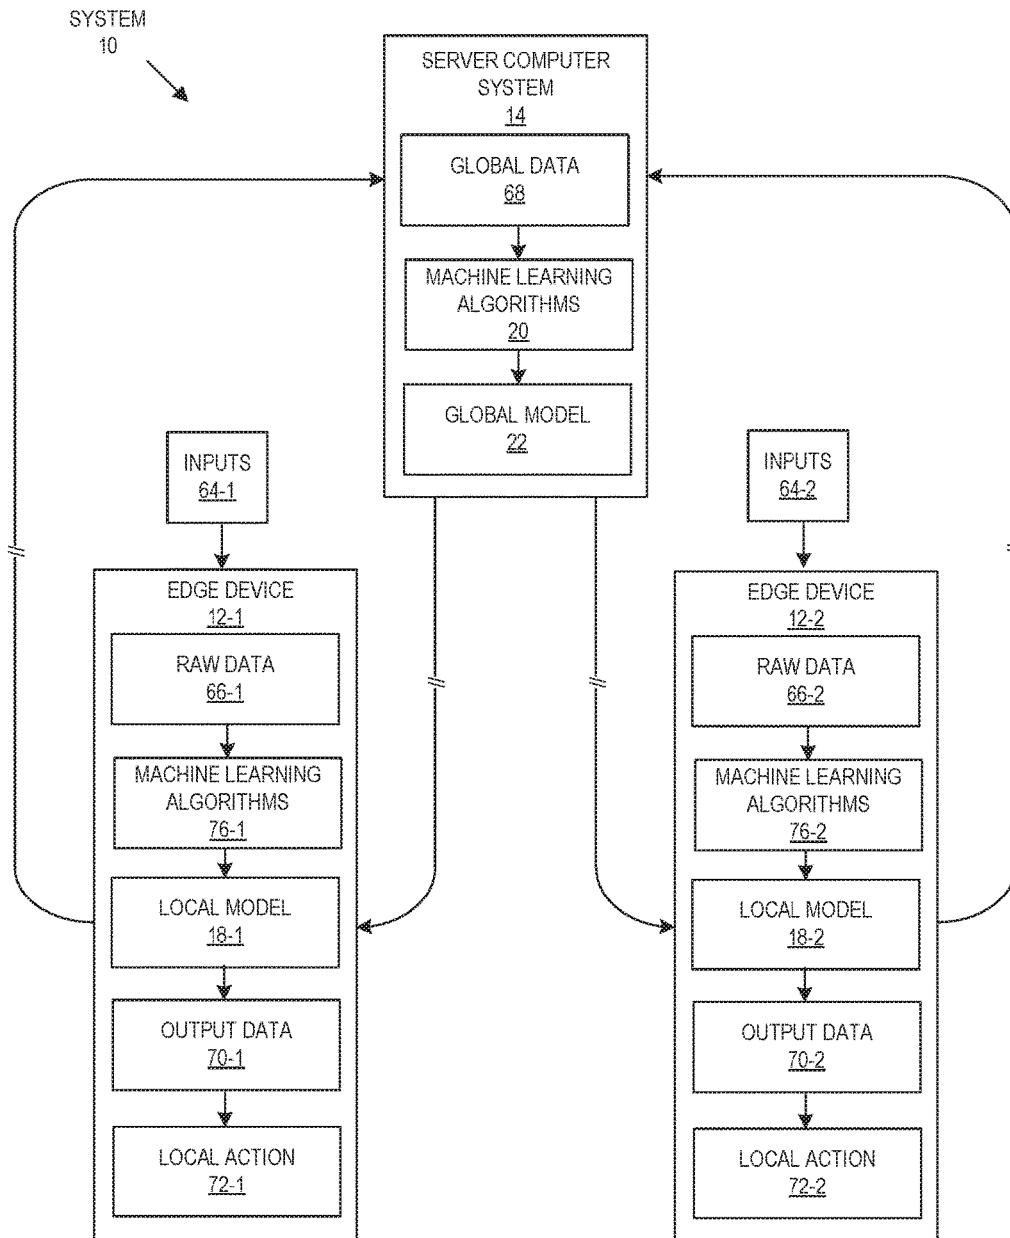 SYSTEM
10
SERVER COMPUTER
SYSTEM
14
GLOBAL DATA
68
MACHINE LEARNING
ALGORITHMS
20
GLOBAL MODEL
22
INPUTS
64-1
EDGE DEVICE
12-1
RAW DATA
66-1
MACHINE LEARNING
ALGORITHMS
76-1
LOCAL MODEL
18-1
OUTPUT DATA
70-1
LOCAL ACTION
72-1
INPUTS
64-2
EDGE DEVICE
12-2
RAW DATA
66-2
MACHINE LEARNING
ALGORITHMS
76-2
LOCAL MODEL
18-2
OUTPUT DATA
70-2
LOCAL ACTION
72-2